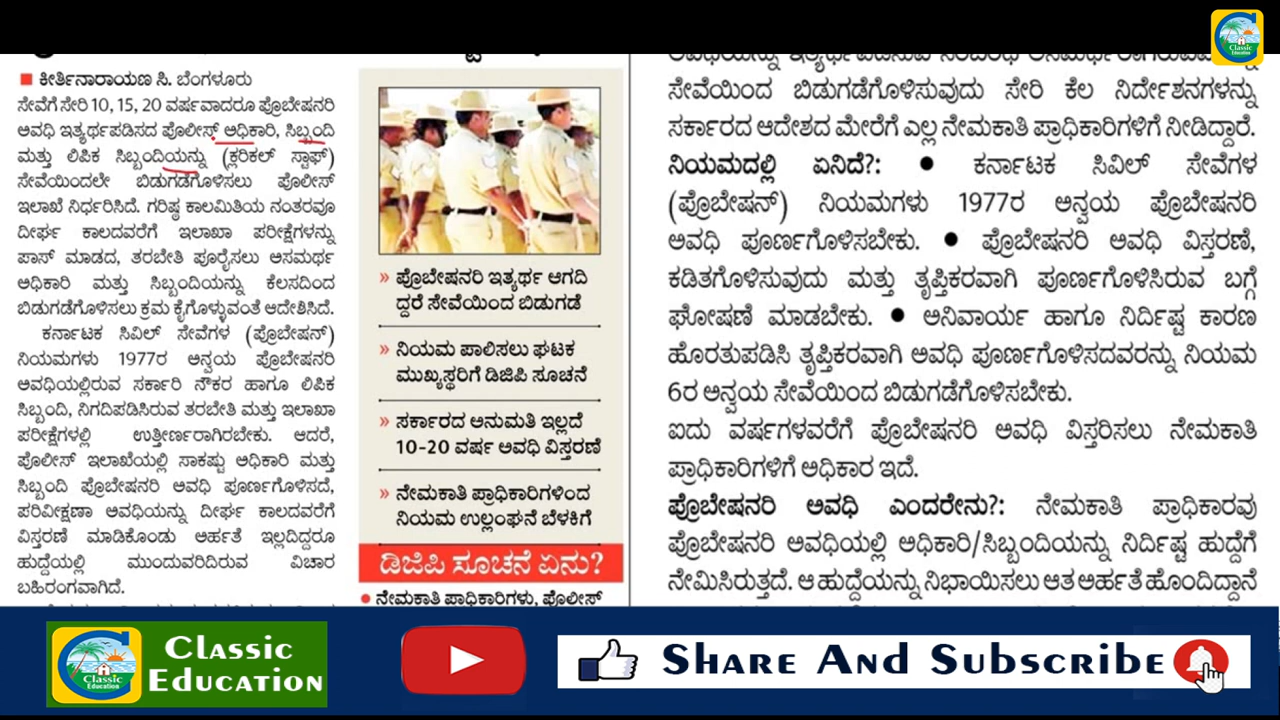 Classic
Education
■ ಕೀರ್ತಿನಾರಾಯಣ ಸಿ. ಬೆಂಗಳೂರು
ಸೇವೆಗೆ ಸೇರಿ 10, 15, 20 ವರ್ಷವಾದರೂ ಪ್ರೊಬೇಷನರಿ
ಅವಧಿ ಇತ್ಯರ್ಥಪಡಿಸದ ಪೊಲೀಸ್ ಅಧಿಕಾರಿ, ಸಿಬ್ಬಂದಿ
ಮತ್ತು ಲಿಪಿಕ ಸಿಬ್ಬಂದಿಯನ್ನು (ಕ್ಲರಿಕಲ್ ಸ್ಟಾಫ್)
ಸೇವೆಯಿಂದಲೇ ಬಿಡುಗಡೆಗೊಳಿಸಲು ಪೊಲೀಸ್
ಇಲಾಖೆ ನಿರ್ಧರಿಸಿದೆ. ಗರಿಷ್ಠ ಕಾಲಮಿತಿಯ ನಂತರವೂ
ದೀರ್ಘ ಕಾಲದವರೆಗೆ ಇಲಾಖಾ ಪರೀಕ್ಷೆಗಳನ್ನು
ಪಾಸ್ ಮಾಡದ, ತರಬೇತಿ ಪೂರೈಸಲು ಅಸಮರ್ಥ
ಅಧಿಕಾರಿ ಮತ್ತು ಸಿಬ್ಬಂದಿಯನ್ನು ಕೆಲಸದಿಂದ
ಬಿಡುಗಡೆಗೊಳಿಸಲು ಕ್ರಮ ಕೈಗೊಳ್ಳುವಂತೆ ಆದೇಶಿಸಿದೆ.
ಕರ್ನಾಟಕ ಸಿವಿಲ್ ಸೇವೆಗಳ (ಪ್ರೊಬೇಷನ್)
ನಿಯಮಗಳು 1977ರ ಅನ್ವಯ ಪ್ರೊಬೇಷನರಿ
ಅವಧಿಯಲ್ಲಿರುವ ಸರ್ಕಾರಿ ನೌಕರ ಹಾಗೂ ಲಿಪಿಕ
ಸಿಬ್ಬಂದಿ, ನಿಗದಿಪಡಿಸಿರುವ ತರಬೇತಿ ಮತ್ತು ಇಲಾಖಾ
ಪರೀಕ್ಷೆಗಳಲ್ಲಿ ಉತ್ತೀರ್ಣರಾಗಿರಬೇಕು. ಆದರೆ,
ಪೊಲೀಸ್ ಇಲಾಖೆಯಲ್ಲಿ ಸಾಕಷ್ಟು ಅಧಿಕಾರಿ ಮತ್ತು
ಸಿಬ್ಬಂದಿ ಪ್ರೊಬೇಷನರಿ ಅವಧಿ ಪೂರ್ಣಗೊಳಿಸದೆ,
ಪರಿವೀಕ್ಷಣಾ ಅವಧಿಯನ್ನು ದೀರ್ಘ ಕಾಲದವರೆಗೆ
ವಿಸ್ತರಣೆ ಮಾಡಿಕೊಂಡು ಅರ್ಹತೆ ಇಲ್ಲದಿದ್ದರೂ
ಹುದ್ದೆಯಲ್ಲಿ ಮುಂದುವರಿದಿರುವ ವಿಚಾರ
ಬಹಿರಂಗವಾಗಿದೆ.
» ಪ್ರೊಬೇಷನರಿ ಇತ್ಯರ್ಥ ಆಗದಿ
ದ್ದರೆ ಸೇವೆಯಿಂದ ಬಿಡುಗಡೆ
» ನಿಯಮ ಪಾಲಿಸಲು ಘಟಕ
ಮುಖ್ಯಸ್ಥರಿಗೆ ಡಿಜಿಪಿ ಸೂಚನೆ
» ಸರ್ಕಾರದ ಅನುಮತಿ ಇಲ್ಲದೆ
10-20 ವರ್ಷ ಅವಧಿ ವಿಸ್ತರಣೆ
» ನೇಮಕಾತಿ ಪ್ರಾಧಿಕಾರಿಗಳಿಂದ
ನಿಯಮ ಉಲ್ಲಂಘನೆ ಬೆಳಕಿಗೆ
ಡಿಜಿಪಿ ಸೂಚನೆ ಏನು?
● ನೇಮಕಾತಿ ಪ್ರಾಧಿಕಾರಿಗಳು, ಪೊಲೀಸ್
ಸೇವೆಯಿಂದ ಬಿಡುಗಡೆಗೊಳಿಸುವುದು ಸೇರಿ ಕೆಲ ನಿರ್ದೇಶನಗಳನ್ನು
ಸರ್ಕಾರದ ಆದೇಶದ ಮೇರೆಗೆ ಎಲ್ಲ ನೇಮಕಾತಿ ಪ್ರಾಧಿಕಾರಿಗಳಿಗೆ ನೀಡಿದ್ದಾರೆ.
ನಿಯಮದಲ್ಲಿ ಏನಿದೆ?: ● ಕರ್ನಾಟಕ ಸಿವಿಲ್ ಸೇವೆಗಳ
(ಪ್ರೊಬೇಷನ್) ನಿಯಮಗಳು 1977ರ ಅನ್ವಯ ಪ್ರೊಬೇಷನರಿ
ಅವಧಿ ಪೂರ್ಣಗೊಳಿಸಬೇಕು. ● ಪ್ರೊಬೇಷನರಿ ಅವಧಿ ವಿಸ್ತರಣೆ,
ಕಡಿತಗೊಳಿಸುವುದು ಮತ್ತು ತೃಪ್ತಿಕರವಾಗಿ ಪೂರ್ಣಗೊಳಿಸಿರುವ ಬಗ್ಗೆ
ಘೋಷಣೆ ಮಾಡಬೇಕು. ● ಅನಿವಾರ್ಯ ಹಾಗೂ ನಿರ್ದಿಷ್ಟ ಕಾರಣ
ಹೊರತುಪಡಿಸಿ ತೃಪ್ತಿಕರವಾಗಿ ಅವಧಿ ಪೂರ್ಣಗೊಳಿಸದವರನ್ನು ನಿಯಮ
6ರ ಅನ್ವಯ ಸೇವೆಯಿಂದ ಬಿಡುಗಡೆಗೊಳಿಸಬೇಕು.
ಐದು ವರ್ಷಗಳವರೆಗೆ ಪ್ರೊಬೇಷನರಿ ಅವಧಿ ವಿಸ್ತರಿಸಲು ನೇಮಕಾತಿ
ಪ್ರಾಧಿಕಾರಿಗಳಿಗೆ ಅಧಿಕಾರ ಇದೆ.
ಪ್ರೊಬೇಷನರಿ ಅವಧಿ ಎಂದರೇನು?: ನೇಮಕಾತಿ ಪ್ರಾಧಿಕಾರವು
ಪ್ರೊಬೇಷನರಿ ಅವಧಿಯಲ್ಲಿ ಅಧಿಕಾರಿ/ಸಿಬ್ಬಂದಿಯನ್ನು ನಿರ್ದಿಷ್ಟ ಹುದ್ದೆಗೆ
ನೇಮಿಸಿರುತ್ತದೆ. ಆ ಹುದ್ದೆಯನ್ನು ನಿಭಾಯಿಸಲು ಆತ ಅರ್ಹತೆ ಹೊಂದಿದ್ದಾನೆ
Classic
Education
Classic
Education
Share And Subscribe